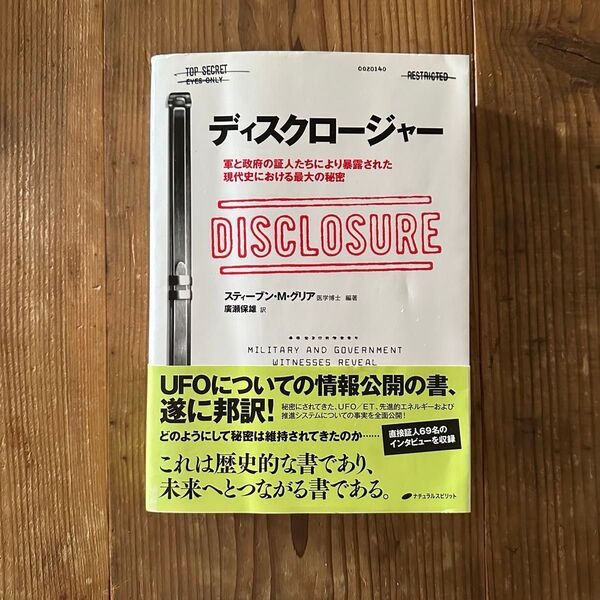 TOP SECRET
EYES ONLY
0020140
RESTRICTED
ディスクロージャー
軍と政府の証人たちにより暴露された
現代史における最大の秘密
DISCLOSURE
スティーブン・M・グリア 医学博士 編著
廣瀬保雄 訳
MILITARY AND GOVERNMENT
WITNESSES REVEAL
UFOについての情報公開の書、
遂に邦訳!
秘密にされてきた、UFO/ET、先進的エネルギーおよび
推進システムについての事実を全面公開!
どのようにして秘密は維持されてきたのか……
直接証人69名の
インタビューを収録
これは歴史的な書であり、
未来へとつながる書である。
ナチュラルスピリット